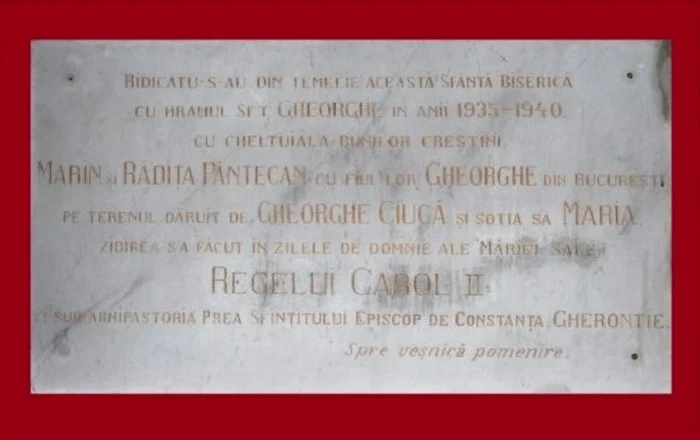 RIDICATU-S-AU DIN TEMELIE ACEASTĂ SFÂNTĂ BISERICĂ
CU HRAMUL SFT. GHEORGHE IN ANII 1935-1940.
CU CHELTUIALA BUNILOR CREȘTINI,
MARIN ȘI RĂDIȚA PÂNTECAN, CU FIUL LOR GHEORGHE DIN BUCUREȘTI
PE TERENUL DĂRUIT DE GHEORGHE CIUCĂ ȘI SOȚIA SA MARIA
ZIDIREA S'A FĂCUT ÎN ZILELE DE DOMNIE ALE MĂRIEI SALE
REGELUI CAROL II
ȘI SUB ARHIPĂSTORIA PREA SFINȚITULUI EPISCOP DE CONSTANȚA, GHERONTIE.
Spre veșnică pomenire.